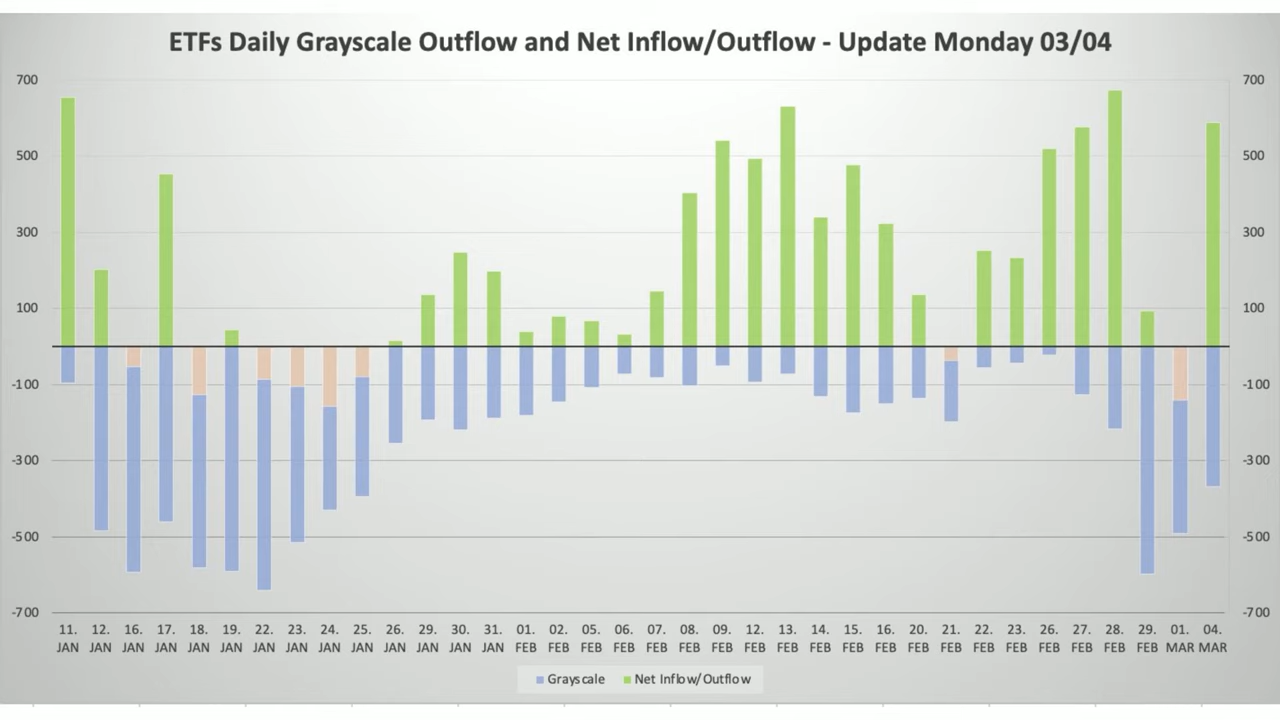 ETFs Daily Grayscale Outflow and Net Inflow/Outflow - Update Monday 03/04
700 700
500 500
300 300
100 100
-100 -100
-300 -300
-500 -500
-700 -700
11. 12. 16. 17. 18. 19. 22. 23. 24. 25. 26. 29. 30. 31. 01. 02. 05. 06. 07. 08. 09. 12. 13. 14. 15. 16. 20. 21. 22. 23. 26. 27. 28. 29. 01. 04.
JAN JAN JAN JAN JAN JAN JAN JAN JAN JAN JAN JAN JAN JAN FEB FEB FEB FEB FEB FEB FEB FEB FEB FEB FEB FEB FEB FEB FEB FEB FEB FEB FEB FEB MAR MAR
Grayscale Net Inflow/Outflow